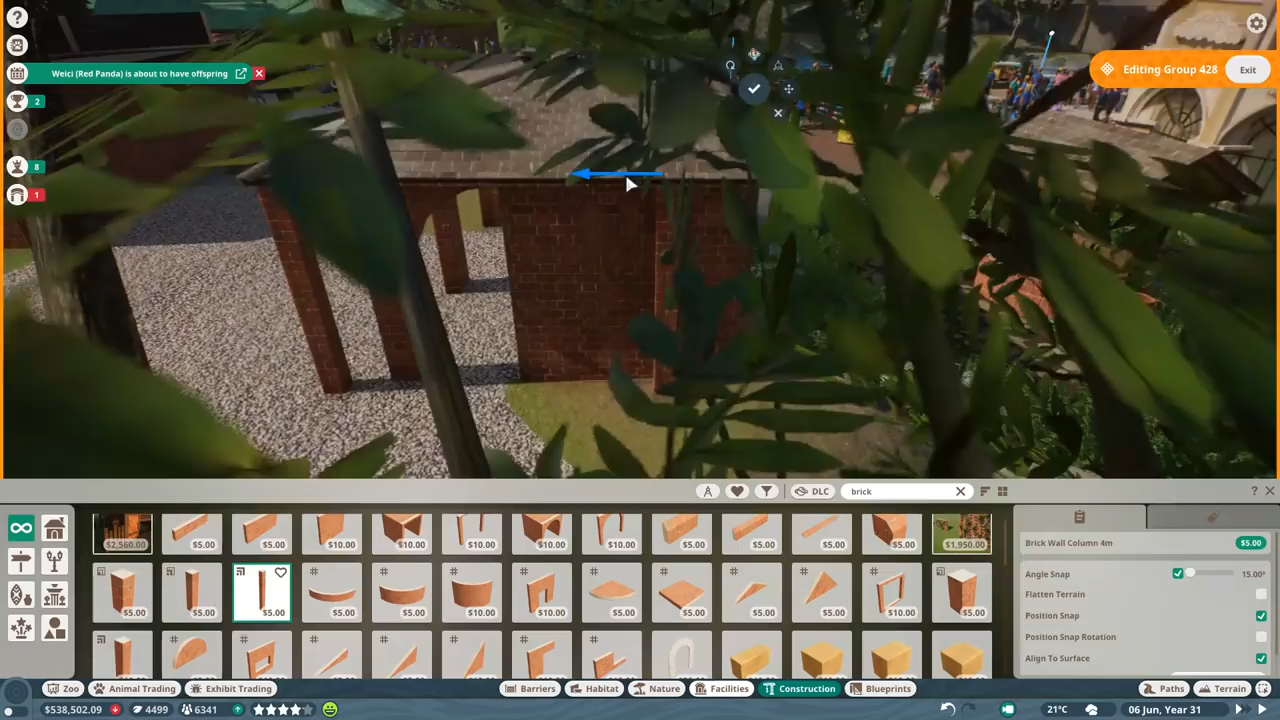 ?
Weici (Red Panda) is about to have offspring
2
8
1
Editing Group 428
Exit
DLC
brick
?
$2,560.00 $5.00 $5.00 $10.00 $10.00 $10.00 $10.00 $10.00 $5.00 $5.00 $5.00 $5.00 $1,950.00
$5.00 $5.00 $5.00 $5.00 $5.00 $10.00 $10.00 $5.00 $5.00 $5.00 $5.00 $10.00 $5.00
Brick Wall Column 4m $5.00
Angle Snap 15.00°
Flatten Terrain
Position Snap
Position Snap Rotation
Align To Surface
Zoo Animal Trading Exhibit Trading Barriers Habitat Nature Facilities Construction Blueprints Paths Terrain
$538,502.09 4499 6341 21°C 06 Jun, Year 31